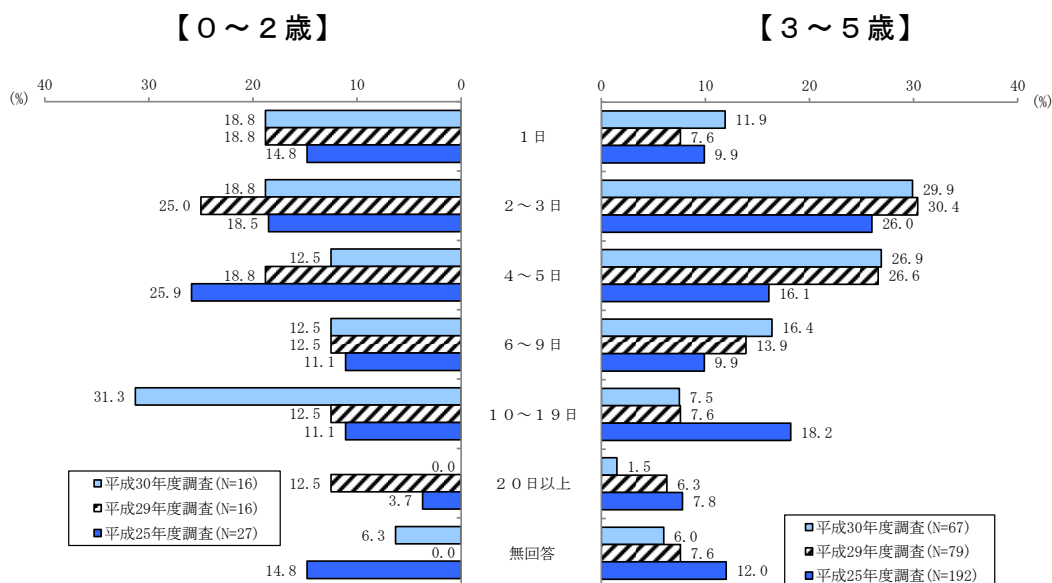 【０～２歳】
【３～５歳】
(%) 40 30 20 10 0
0 10 20 30 40 (%)
18.8
18.8
14.8
１日
11.9
7.6
9.9
18.8
25.0
18.5
２～３日
29.9
30.4
26.0
12.5
18.8
25.9
４～５日
26.9
26.6
16.1
12.5
12.5
11.1
６～９日
16.4
13.9
9.9
31.3
12.5
11.1
１０～１９日
7.5
7.6
18.2
0.0
12.5
3.7
２０日以上
1.5
6.3
7.8
6.3
0.0
14.8
無回答
6.0
7.6
12.0
平成30年度調査(N=16)
平成29年度調査(N=16)
平成25年度調査(N=27)
平成30年度調査(N=67)
平成29年度調査(N=79)
平成25年度調査(N=192)